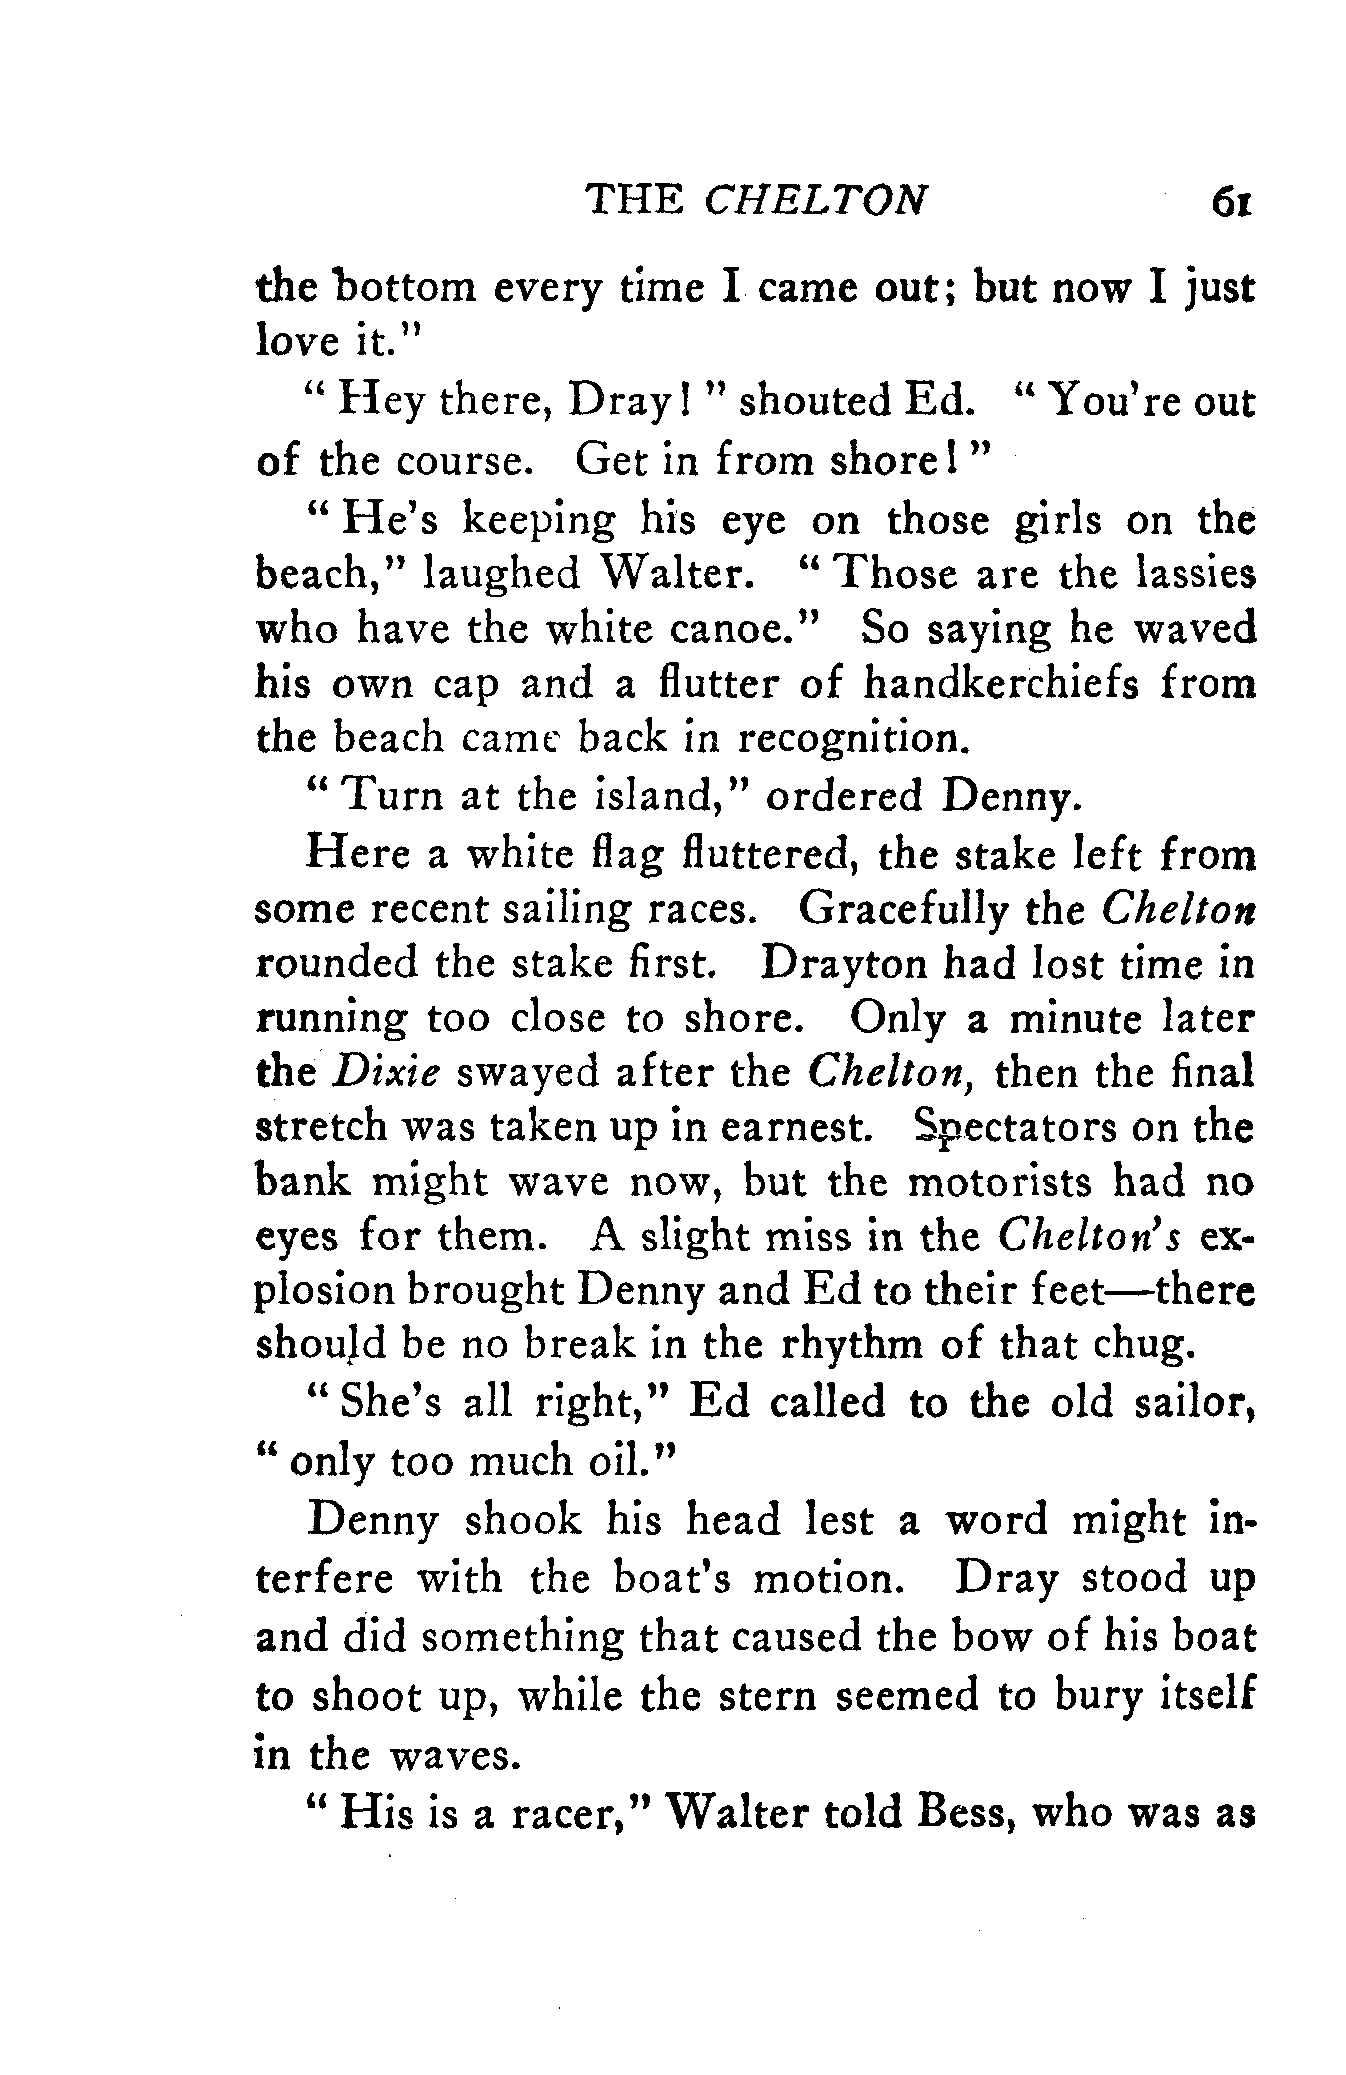 THE CHELTON 61
the bottom every time I came out; but now I just
love it."
" Hey there, Dray! " shouted Ed. " You're out
of the course. Get in from shore! "
" He's keeping his eye on those girls on the
beach," laughed Walter. " Those are the lassies
who have the white canoe." So saying he waved
his own cap and a flutter of handkerchiefs from
the beach came back in recognition.
" Turn at the island," ordered Denny.
Here a white flag fluttered, the stake left from
some recent sailing races. Gracefully the Chelton
rounded the stake first. Drayton had lost time in
running too close to shore. Only a minute later
the Dixie swayed after the Chelton, then the final
stretch was taken up in earnest. Spectators on the
bank might wave now, but the motorists had no
eyes for them. A slight miss in the Chelton's ex-
plosion brought Denny and Ed to their feet—there
should be no break in the rhythm of that chug.
" She's all right," Ed called to the old sailor,
" only too much oil."
Denny shook his head lest a word might in-
terfere with the boat's motion. Dray stood up
and did something that caused the bow of his boat
to shoot up, while the stern seemed to bury itself
in the waves.
" His is a racer," Walter told Bess, who was as